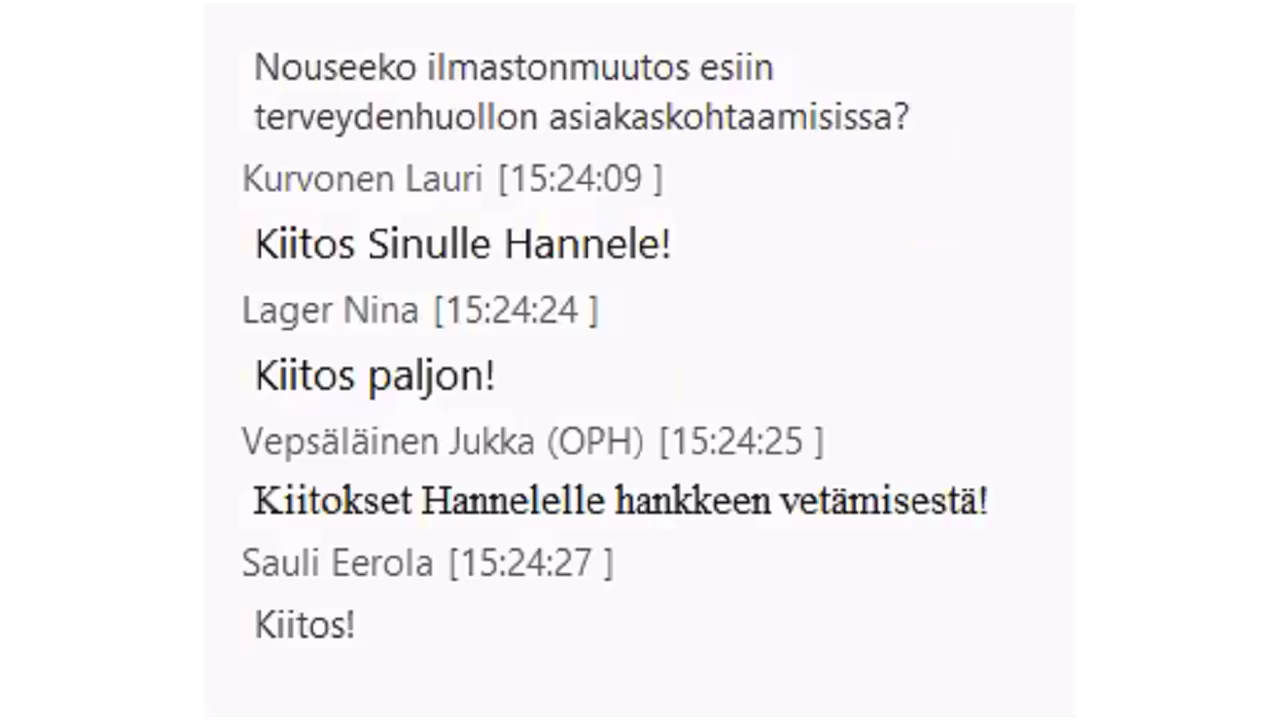 Nouseeko ilmastonmuutos esiin
terveydenhuollon asiakaskohtaamisissa?
Kurvonen Lauri [15:24:09 ]
Kiitos Sinulle Hannele!
Lager Nina [15:24:24 ]
Kiitos paljon!
Vepsäläinen Jukka (OPH) [15:24:25 ]
Kiitokset Hannelelle hankkeen vetämisestä!
Sauli Eerola [15:24:27 ]
Kiitos!